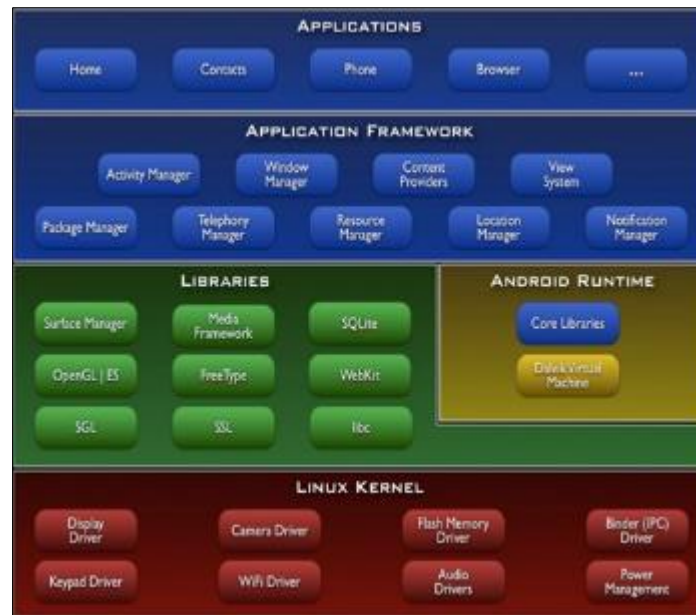 APPLICATIONS
Home Contacts Phone Browser ...
APPLICATION FRAMEWORK
Activity Manager Window Manager Content Providers View System
Package Manager Telephony Manager Resource Manager Location Manager Notification Manager
LIBRARIES
Surface Manager Media Framework SQLite
OpenGL | ES FreeType WebKit
SGL SSL libc
ANDROID RUNTIME
Core Libraries
Dalvik Virtual Machine
LINUX KERNEL
Display Driver Camera Driver Flash Memory Driver Binder (IPC) Driver
Keypad Driver WiFi Driver Audio Drivers Power Management